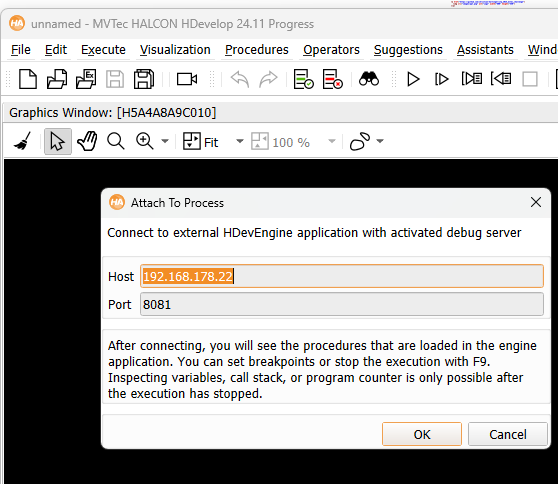 HA unnamed - MVTec HALCON HDevelop 24.11 Progress
File Edit Execute Visualization Procedures Operators Suggestions Assistants Wind
Ex
Graphics Window: [H5A4A8A9C010]
Fit 100 %
HA Attach To Process
Connect to external HDevEngine application with activated debug server
Host 192.168.178.22
Port 8081
After connecting, you will see the procedures that are loaded in the engine
application. You can set breakpoints or stop the execution with F9.
Inspecting variables, call stack, or program counter is only possible after
the execution has stopped.
OK Cancel